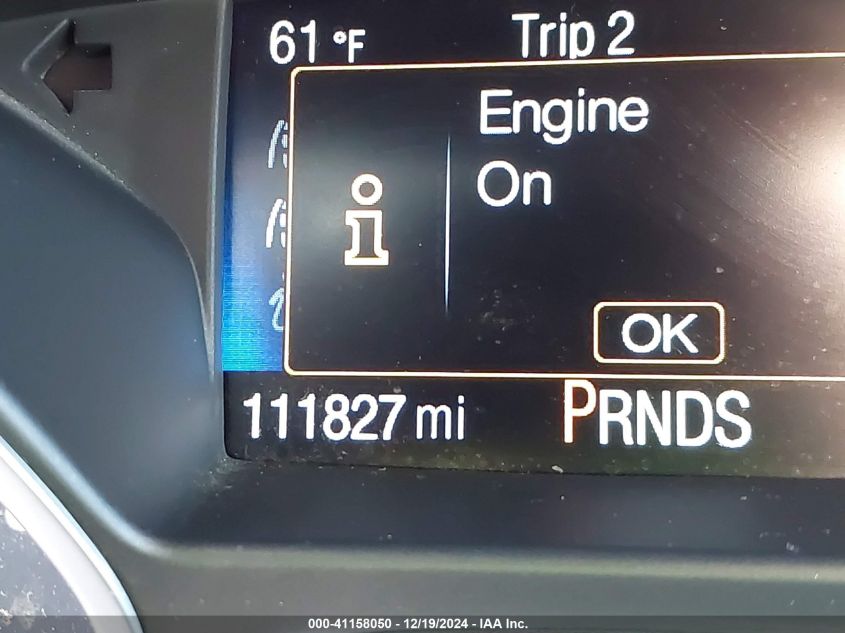 61 °F Trip 2
Engine
On
i
OK
111827 mi PRNDS
000-41158050 - 12/19/2024 - IAA Inc.